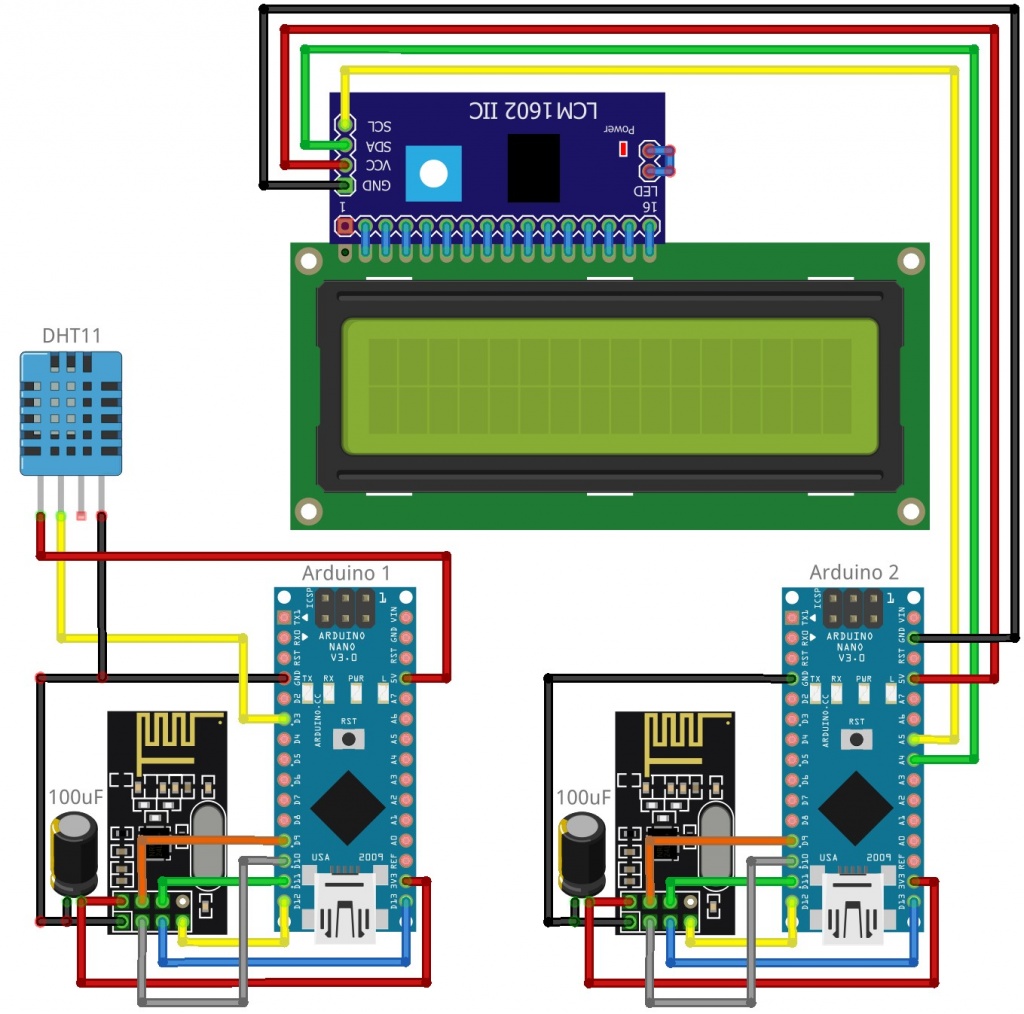 LCM1602 IIC
SCL
SDA
VCC
GND
Power
LED
1
16
DHT11
Arduino 1
ICSP
1
ARDUINO
NANO
V3.0
TX1
RX0
RST
GND
D2
D3
D4
D5
D6
D7
D8
D9
D10
D11
D12
VIN
GND
RST
5V
A7
A6
A5
A4
A3
A2
A1
A0
REF
3V3
D13
TX RX PWR L
ARDUINO.CC
RST
USA 2009
100uF
Arduino 2
ICSP
1
ARDUINO
NANO
V3.0
TX1
RX0
RST
GND
D2
D3
D4
D5
D6
D7
D8
D9
D10
D11
D12
VIN
GND
RST
5V
A7
A6
A5
A4
A3
A2
A1
A0
REF
3V3
D13
TX RX PWR L
ARDUINO.CC
RST
USA 2009
100uF